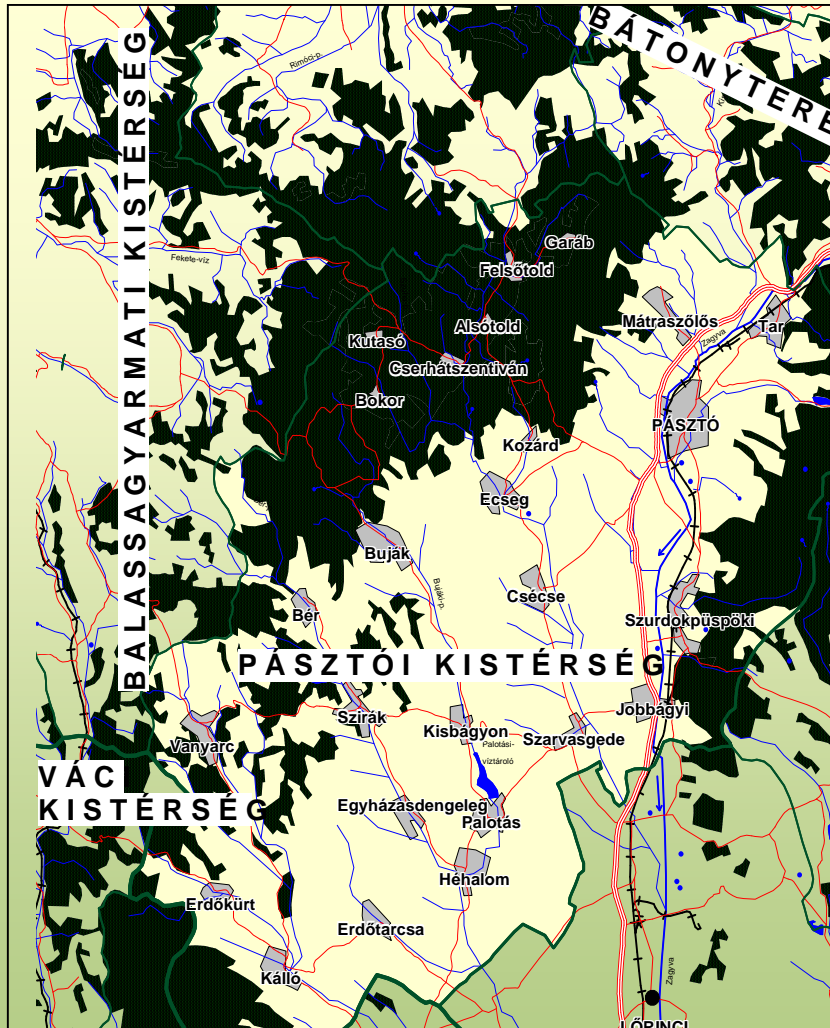 BÁTONYTERE
Rimóci-p.
BALASSAGYARMATI KISTÉRSÉG
Garáb
Fekete-víz
Felsőtold
Mátraszőlős
Alsótold
Tar
Zagyva
Kutasó
Cserhátszentiván
Bokor
PÁSZTÓ
Kozárd
Ecseg
Buják
Bujáki-p.
Csécse
Bér
Szurdokpüspöki
PÁSZTÓI KISTÉRSÉG
Jobbágyi
Szirák
Kisbágyon
Szarvasgede
Vanyarc
Palotási-
víztároló
VÁC
KISTÉRSÉG
Egyházasdengeleg
Palotás
Héhalom
Erdőkürt
Erdőtarcsa
Kálló
Zagyva
LŐRINCI